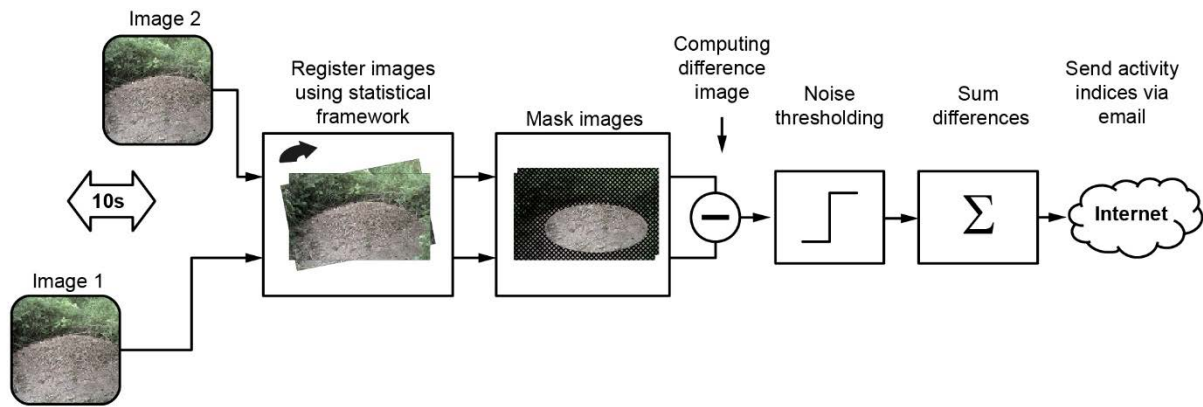 Image 2
10s
Image 1
Register images
using statistical
framework
Mask images
Computing
difference
image
Noise
thresholding
Sum
differences
Σ
Send activity
indices via
email
Internet